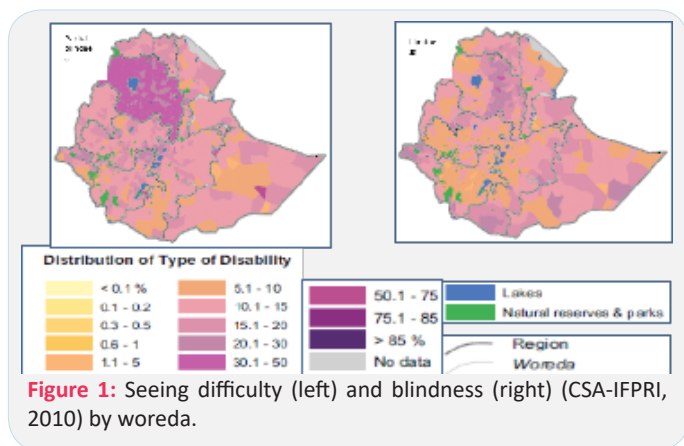 Distribution of Type of Disability
< 0.1 %
0.1 - 0.2
0.3 - 0.5
0.6 - 1
1.1 - 5
5.1 - 10
10.1 - 15
15.1 - 20
20.1 - 30
30.1 - 50
50.1 - 75
75.1 - 85
> 85 %
No data
Lakes
Natural reserves & parks
Region
Woreda
Figure 1: Seeing difficulty (left) and blindness (right) (CSA-IFPRI,
2010) by woreda.